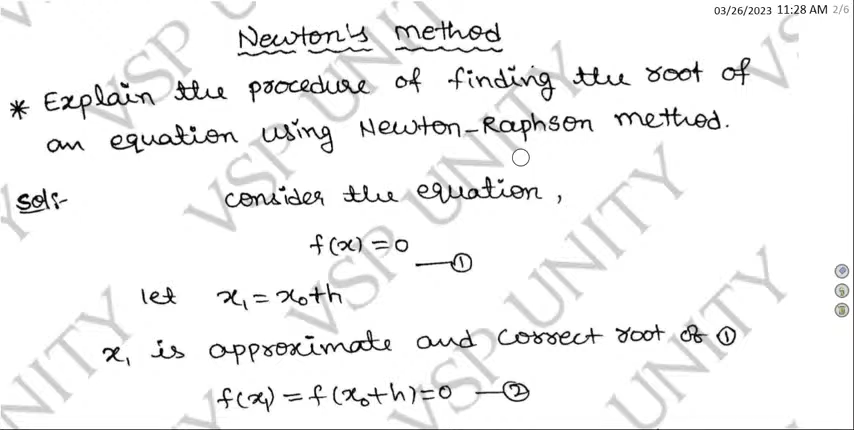 03/26/2023 11:28 AM 2/6
Newton's method
* Explain the procedure of finding the root of
an equation using Newton-Raphson method.
Sol:-
consider the equation,
f(x)=0 —①
let x₁ = x₀+h
x₁ is approximate and correct root of ①
f(x₁) = f(x₀+h)=0 —②
VSP UNITY